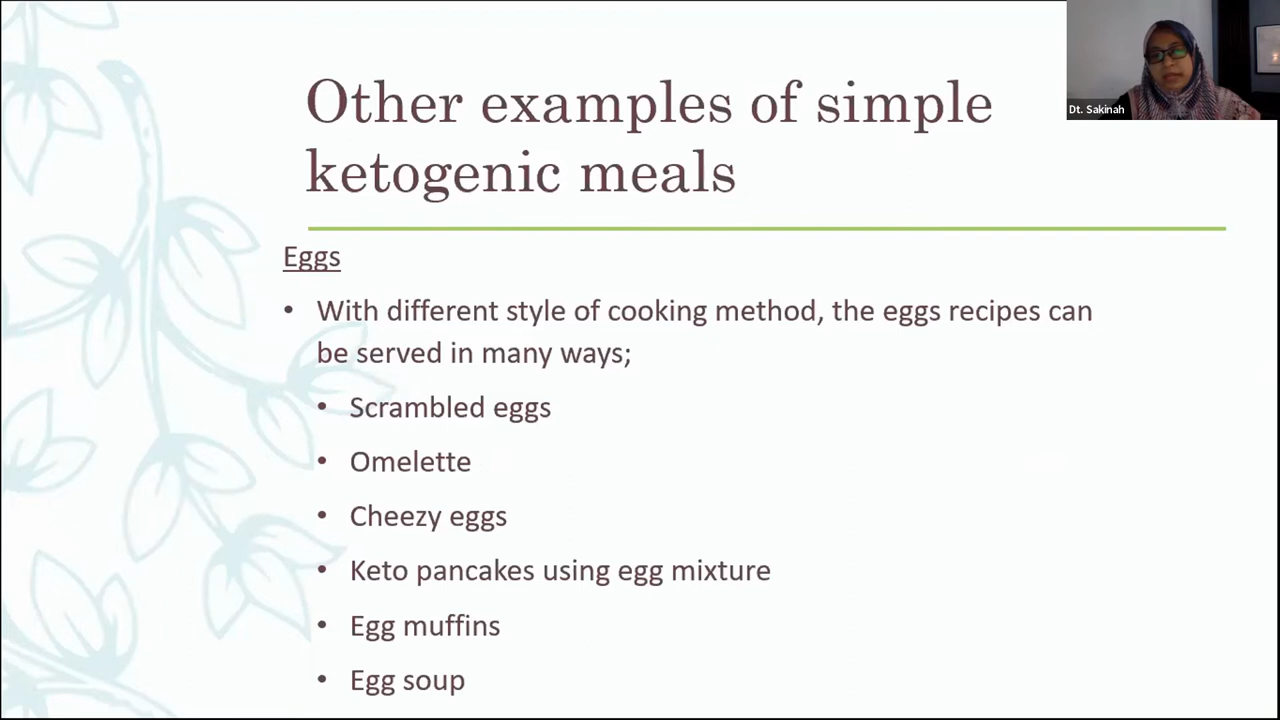 Other examples of simple
ketogenic meals
Dt. Sakinah
Eggs
• With different style of cooking method, the eggs recipes can
be served in many ways;
• Scrambled eggs
• Omelette
• Cheezy eggs
• Keto pancakes using egg mixture
• Egg muffins
• Egg soup